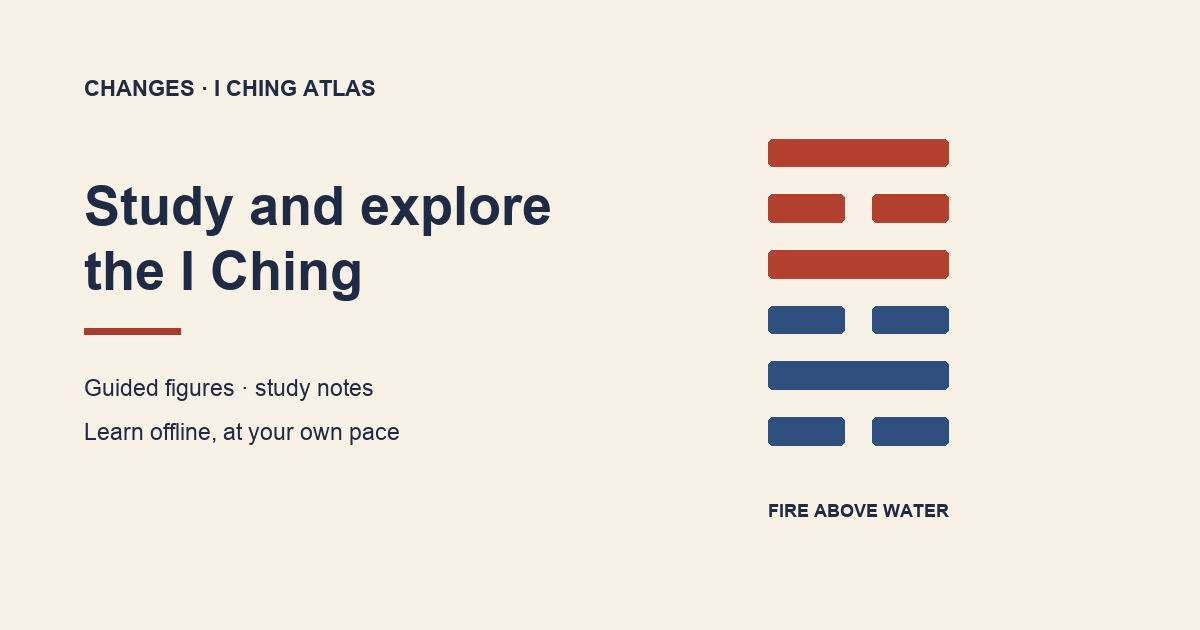 CHANGES · I CHING ATLAS
Study and explore
the I Ching
Guided figures · study notes
Learn offline, at your own pace
FIRE ABOVE WATER